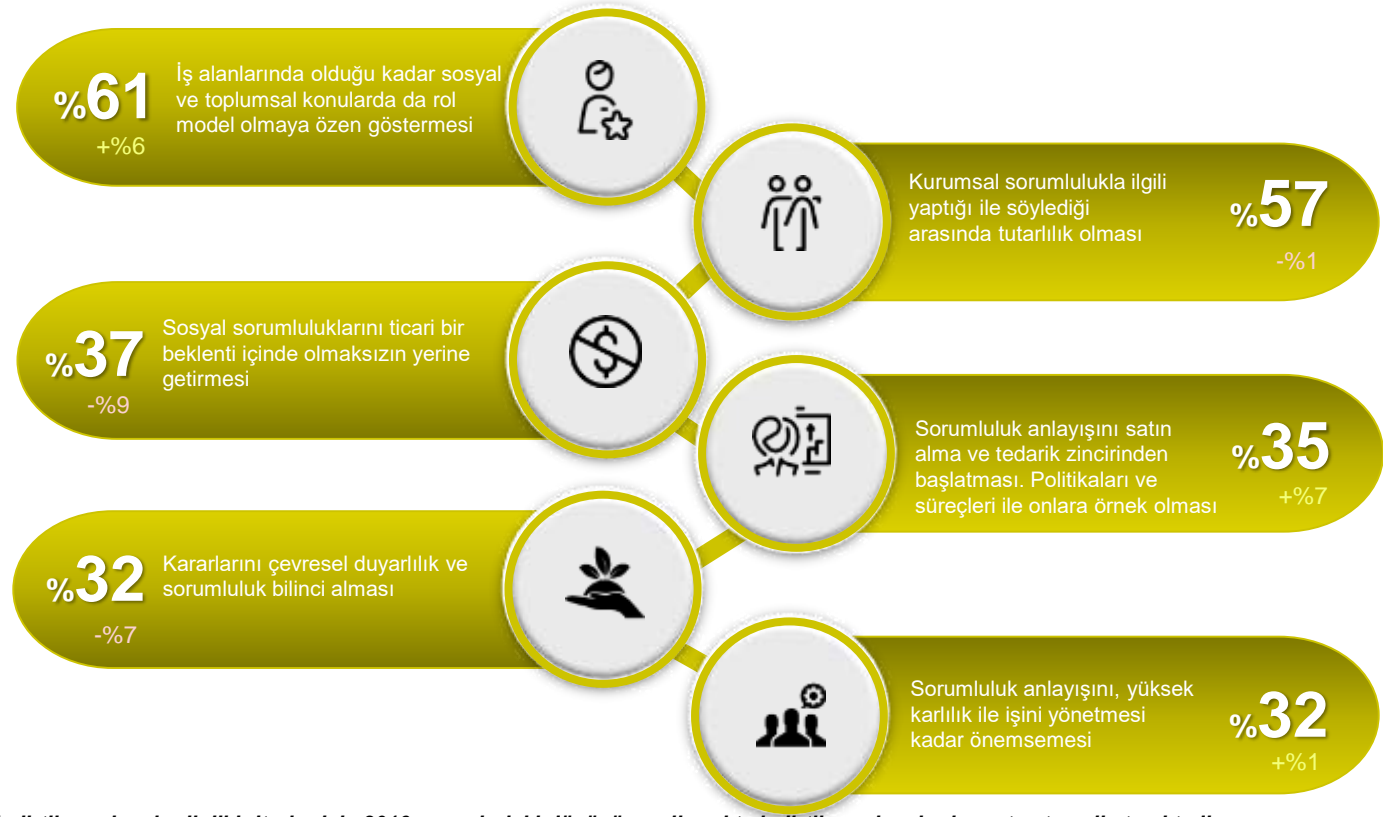 %61
+%6
İş alanlarında olduğu kadar sosyal
ve toplumsal konularda da rol
model olmaya özen göstermesi
Kurumsal sorumlulukla ilgili
yaptığı ile söylediği
arasında tutarlılık olması
%57
-%1
%37
-%9
Sosyal sorumluluklarını ticari bir
beklenti içinde olmaksızın yerine
getirmesi
Sorumluluk anlayışını satın
alma ve tedarik zincirinden
başlatması. Politikaları ve
süreçleri ile onlara örnek olması
%35
+%7
%32
-%7
Kararlarını çevresel duyarlılık ve
sorumluluk bilinci alması
Sorumluluk anlayışını, yüksek
karlılık ile işini yönetmesi
kadar önemsemesi
%32
+%1